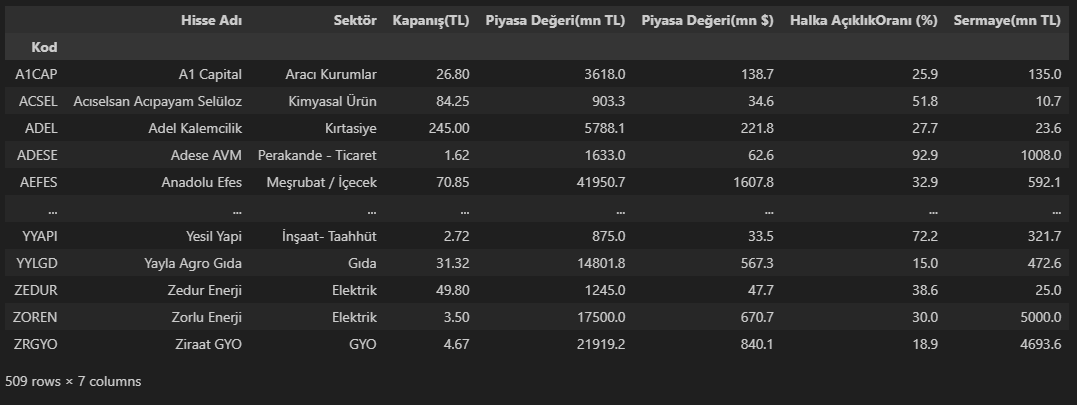 Hisse Adı Sektör Kapanış(TL) Piyasa Değeri(mn TL) Piyasa Değeri(mn $) Halka AçıklıkOranı (%) Sermaye(mn TL)
Kod
A1CAP A1 Capital Aracı Kurumlar 26.80 3618.0 138.7 25.9 135.0
ACSEL Acıselsan Acıpayam Selüloz Kimyasal Ürün 84.25 903.3 34.6 51.8 10.7
ADEL Adel Kalemcilik Kırtasiye 245.00 5788.1 221.8 27.7 23.6
ADESE Adese AVM Perakande - Ticaret 1.62 1633.0 62.6 92.9 1008.0
AEFES Anadolu Efes Meşrubat / İçecek 70.85 41950.7 1607.8 32.9 592.1
... ... ... ... ... ... ... ...
YYAPI Yesil Yapi İnşaat- Taahhüt 2.72 875.0 33.5 72.2 321.7
YYLGD Yayla Agro Gıda Gıda 31.32 14801.8 567.3 15.0 472.6
ZEDUR Zedur Enerji Elektrik 49.80 1245.0 47.7 38.6 25.0
ZOREN Zorlu Enerji Elektrik 3.50 17500.0 670.7 30.0 5000.0
ZRGYO Ziraat GYO GYO 4.67 21919.2 840.1 18.9 4693.6
509 rows × 7 columns